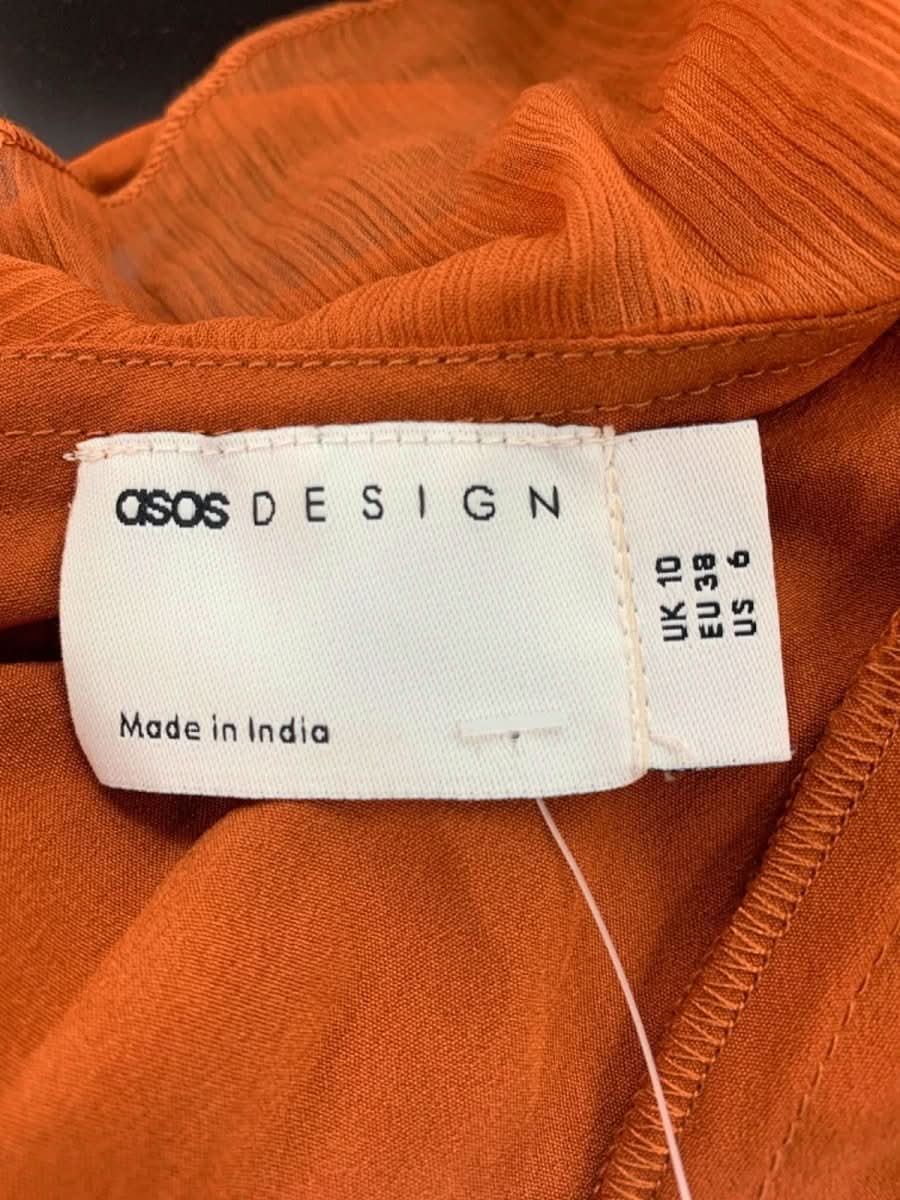 asos DESIGN
Made in India
UK 10
EU 38
US 6